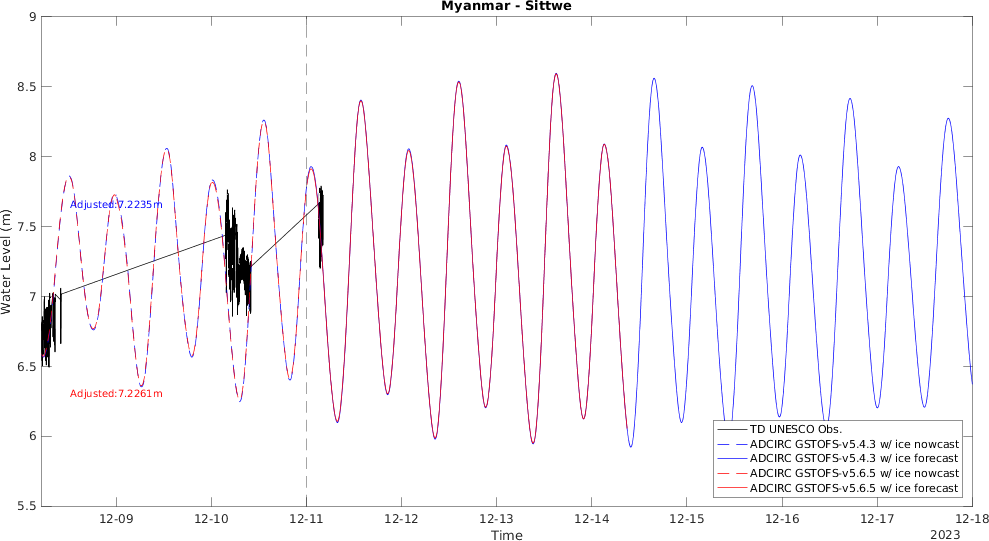 Myanmar - Sittwe
Water Level (m)
9
8.5
8
7.5
7
6.5
6
5.5
Adjusted:7.2235m
Adjusted:7.2261m
TD UNESCO Obs.
ADCIRC GSTOFS-v5.4.3 w/ ice nowcast
ADCIRC GSTOFS-v5.4.3 w/ ice forecast
ADCIRC GSTOFS-v5.6.5 w/ ice nowcast
ADCIRC GSTOFS-v5.6.5 w/ ice forecast
12-09 12-10 12-11 12-12 12-13 12-14 12-15 12-16 12-17 12-18
Time
2023